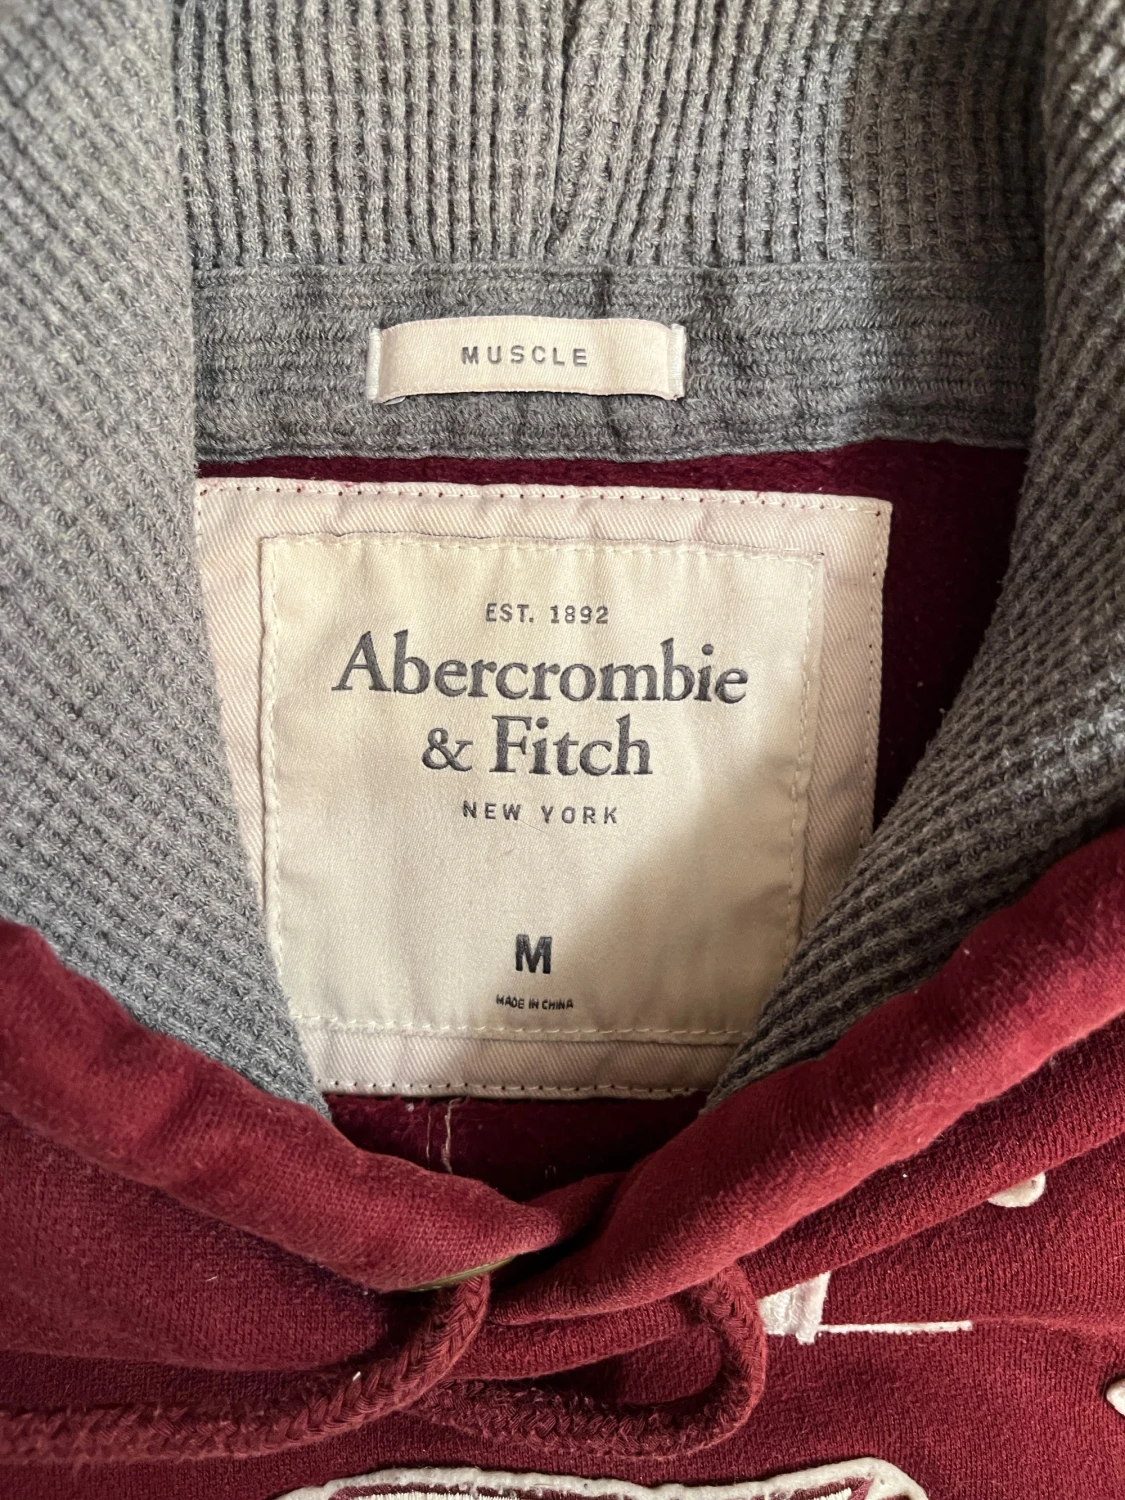 MUSCLE
EST. 1892
Abercrombie
& Fitch
NEW YORK
M
MADE IN CHINA